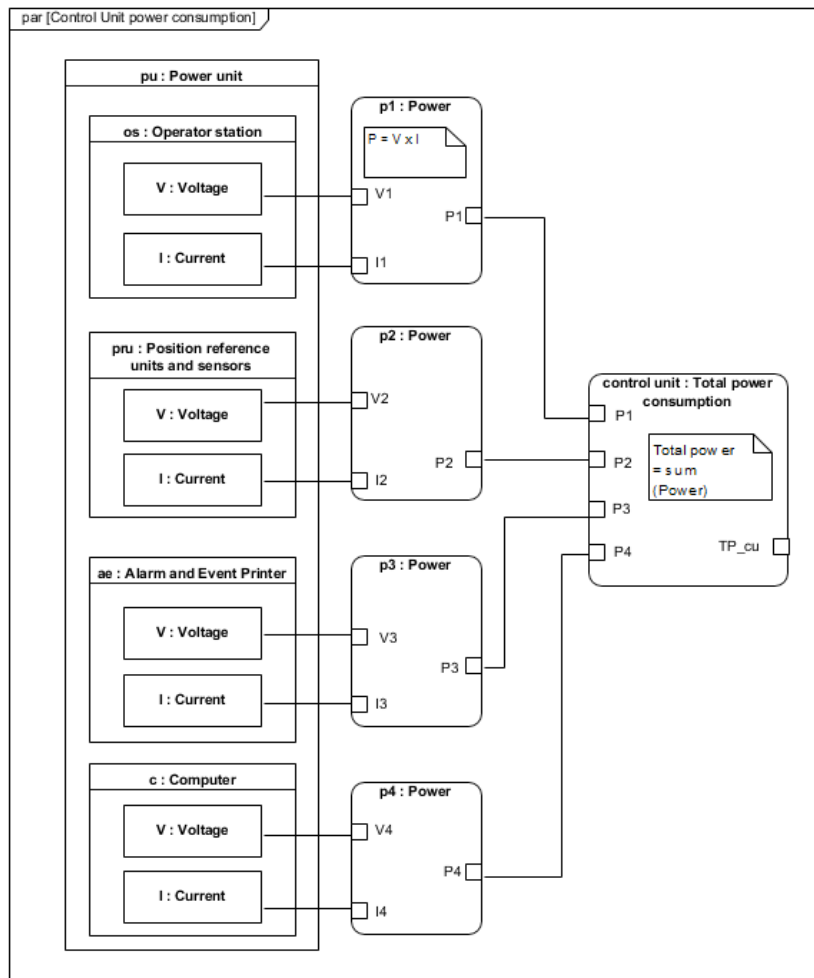 par [Control Unit power consumption]
pu : Power unit
os : Operator station
V : Voltage
I : Current
p1 : Power
P = V x I
V1
P1
I1
pru : Position reference
units and sensors
V : Voltage
I : Current
p2 : Power
V2
P2
I2
ae : Alarm and Event Printer
V : Voltage
I : Current
p3 : Power
V3
P3
I3
c : Computer
V : Voltage
I : Current
p4 : Power
V4
P4
I4
control unit : Total power
consumption
P1
P2
P3
P4
Total power
= sum
(Power)
TP_cu